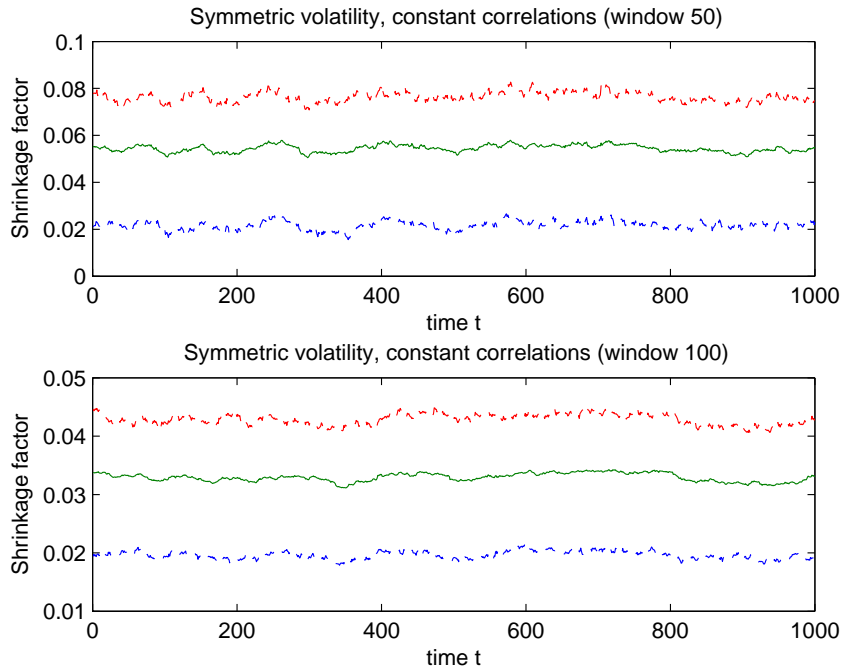 Symmetric volatility, constant correlations (window 50)
0.1
0.08
0.06
0.04
0.02
0
Shrinkage factor
0 200 400 600 800 1000
time t
Symmetric volatility, constant correlations (window 100)
0.05
0.04
0.03
0.02
0.01
Shrinkage factor
0 200 400 600 800 1000
time t